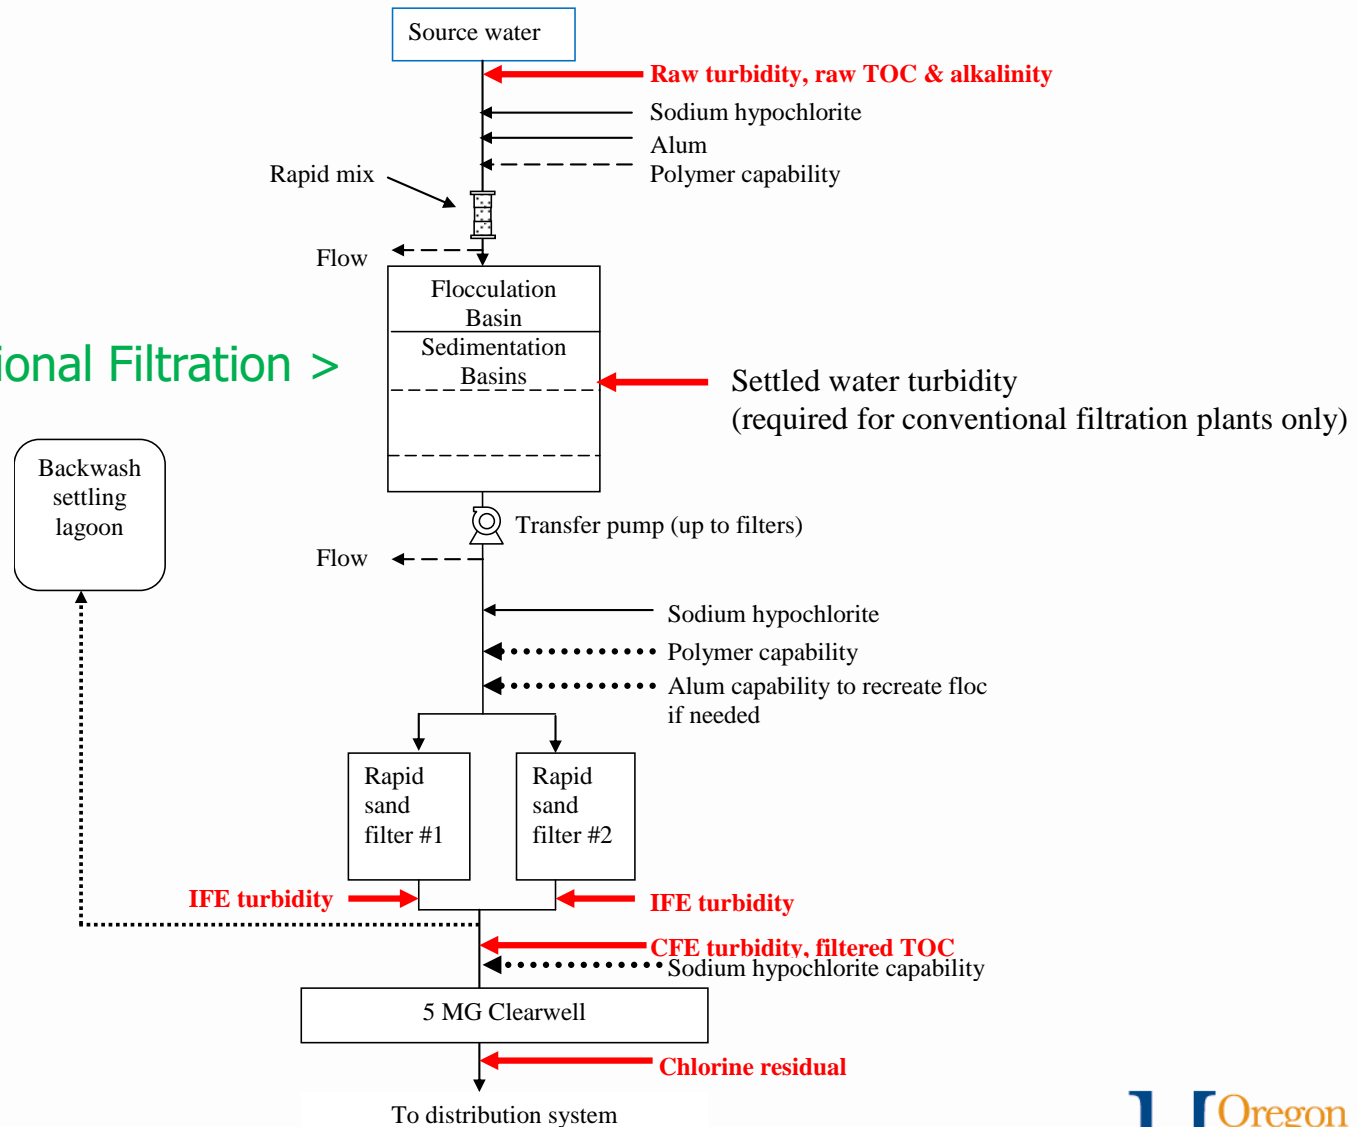 Source water
Raw turbidity, raw TOC & alkalinity
Sodium hypochlorite
Alum
Polymer capability
Rapid mix
Flow
Flocculation
Basin
Sedimentation
Basins
ional Filtration >
Settled water turbidity
(required for conventional filtration plants only)
Backwash
settling
lagoon
Transfer pump (up to filters)
Flow
Sodium hypochlorite
Polymer capability
Alum capability to recreate floc
if needed
Rapid
sand
filter #1
Rapid
sand
filter #2
IFE turbidity
IFE turbidity
CFE turbidity, filtered TOC
Sodium hypochlorite capability
5 MG Clearwell
Chlorine residual
To distribution system
Oregon